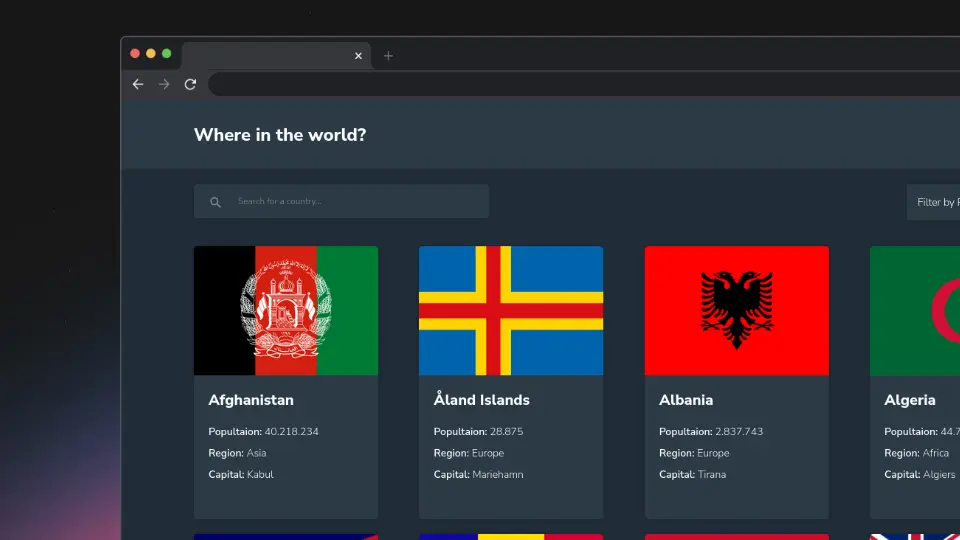 Where in the world?
Search for a country...
Filter by
Afghanistan
Popultaion: 40.218.234
Region: Asia
Capital: Kabul
Åland Islands
Popultaion: 28.875
Region: Europe
Capital: Mariehamn
Albania
Popultaion: 2.837.743
Region: Europe
Capital: Tirana
Algeria
Popultaion: 44.7
Region: Africa
Capital: Algiers